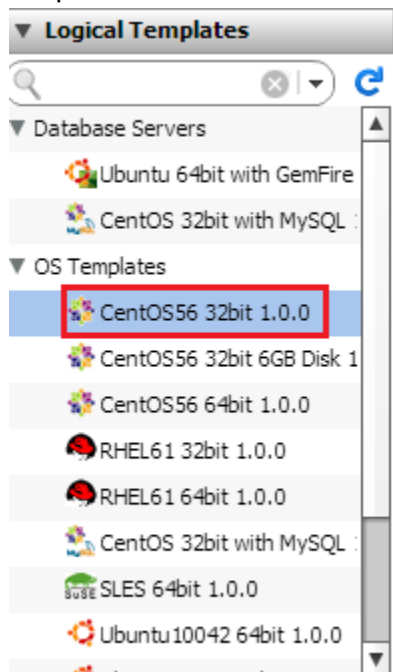 Logical Templates
Database Servers
Ubuntu 64bit with GemFire
CentOS 32bit with MySQL
OS Templates
CentOS56 32bit 1.0.0
CentOS56 32bit 6GB Disk 1
CentOS56 64bit 1.0.0
RHEL61 32bit 1.0.0
RHEL61 64bit 1.0.0
CentOS 32bit with MySQL
SuSE SLES 64bit 1.0.0
Ubuntu10042 64bit 1.0.0